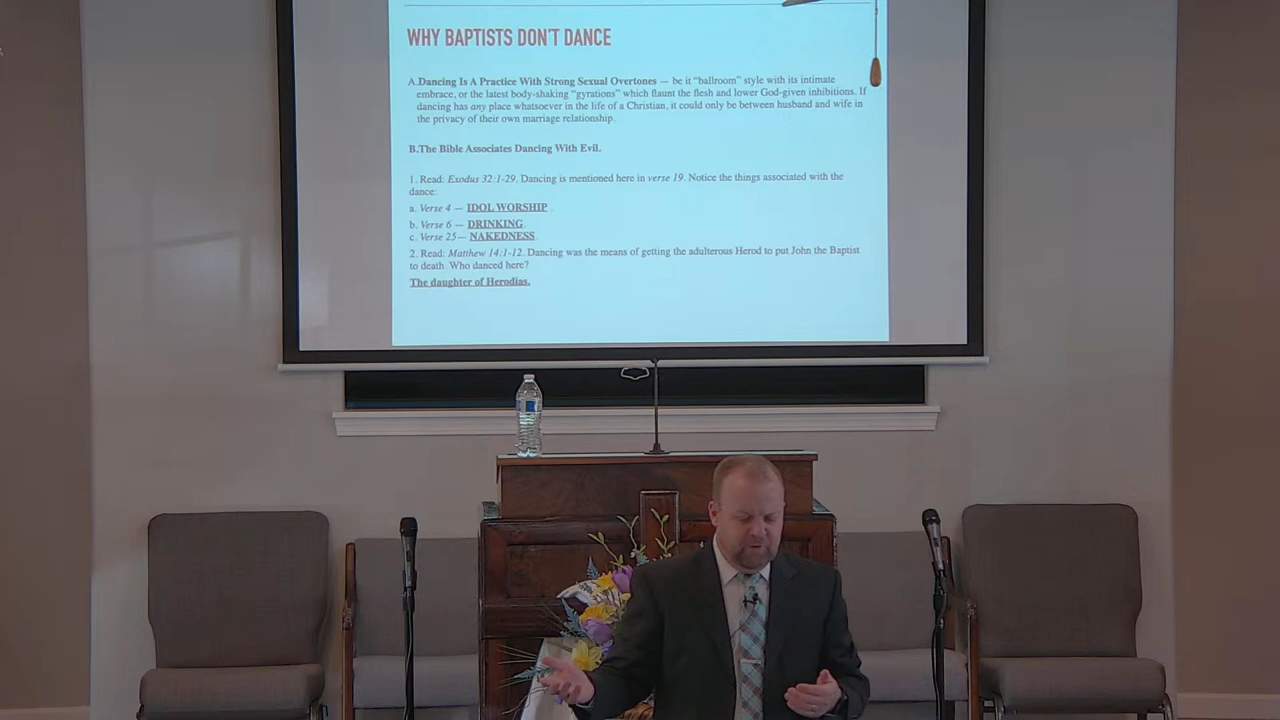 WHY BAPTISTS DON'T DANCE
A.Dancing Is A Practice With Strong Sexual Overtones — be it "ballroom" style with its intimate
embrace, or the latest body-shaking "gyrations" which flaunt the flesh and lower God-given inhibitions. If
dancing has any place whatsoever in the life of a Christian, it could only be between husband and wife in
the privacy of their own marriage relationship.
B.The Bible Associates Dancing With Evil.
1. Read: Exodus 32:1-29. Dancing is mentioned here in verse 19. Notice the things associated with the
dance:
a. Verse 4 — IDOL WORSHIP .
b. Verse 6 — DRINKING.
c. Verse 25— NAKEDNESS.
2. Read: Matthew 14:1-12. Dancing was the means of getting the adulterous Herod to put John the Baptist
to death. Who danced here?
The daughter of Herodias.